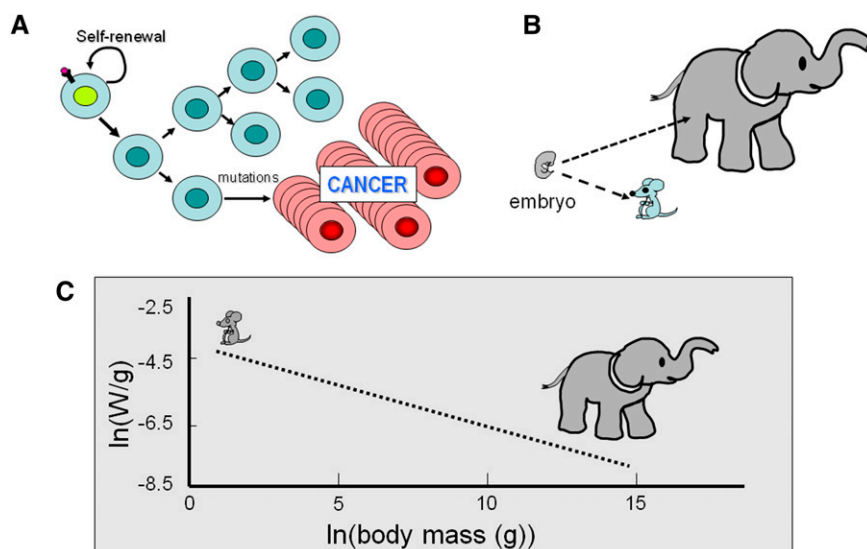 A
Self-renewal
mutations
CANCER
B
embryo
C
-2.5
-4.5
-6.5
-8.5
ln(W/g)
0
5
10
15
ln(body mass (g))